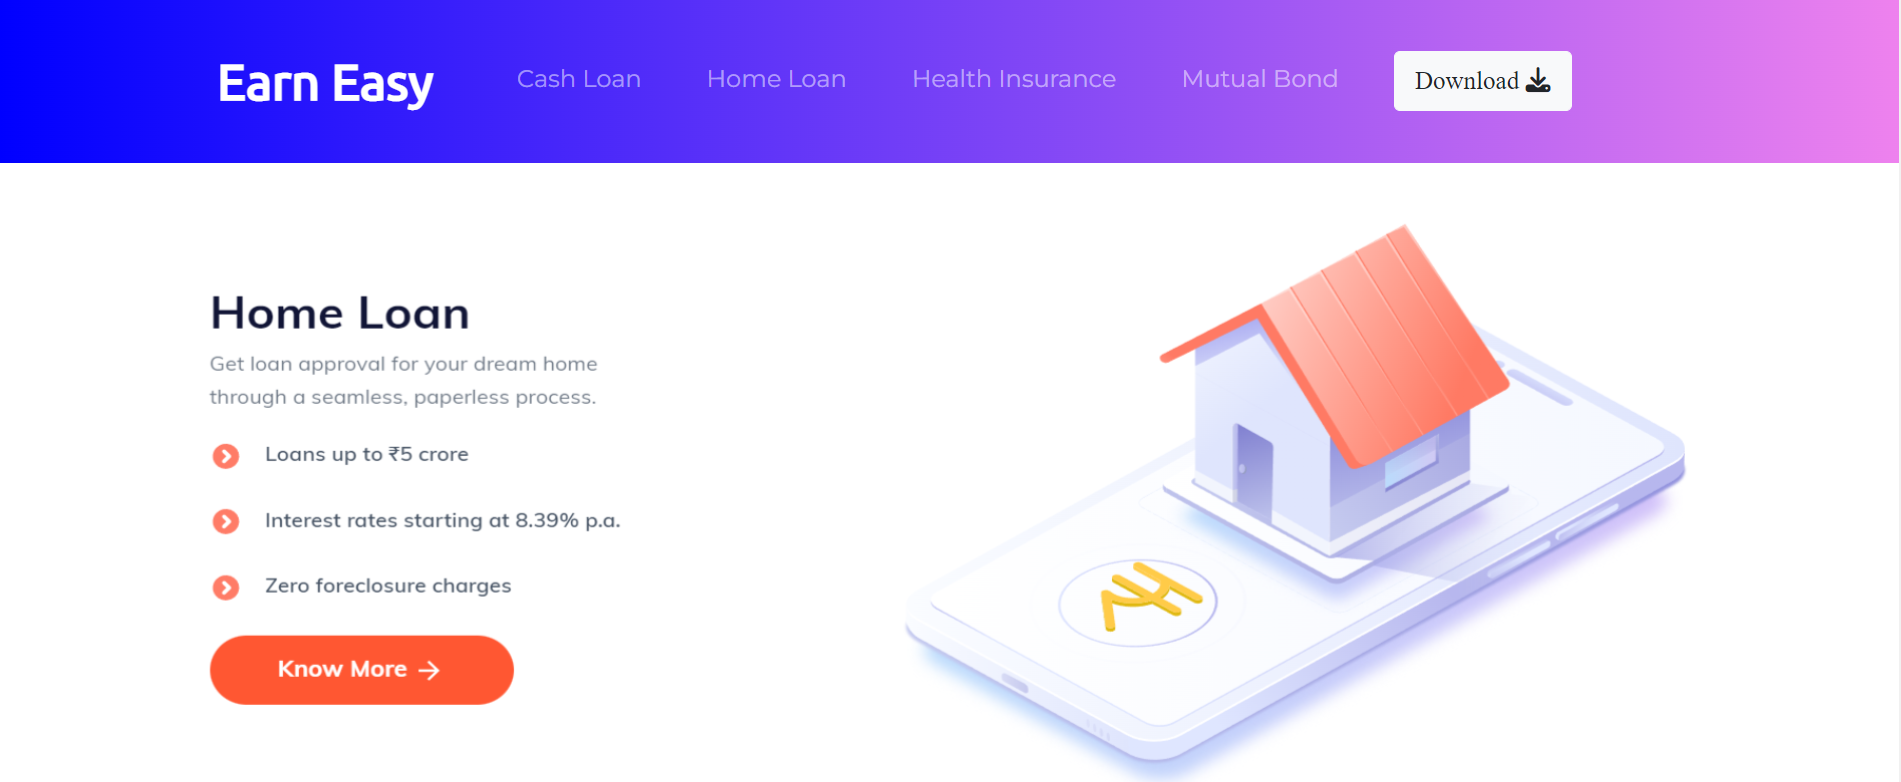 Earn Easy
Cash Loan
Home Loan
Health Insurance
Mutual Bond
Download
Home Loan
Get loan approval for your dream home
through a seamless, paperless process.
Loans up to ₹5 crore
Interest rates starting at 8.39% p.a.
Zero foreclosure charges
Know More →
₹